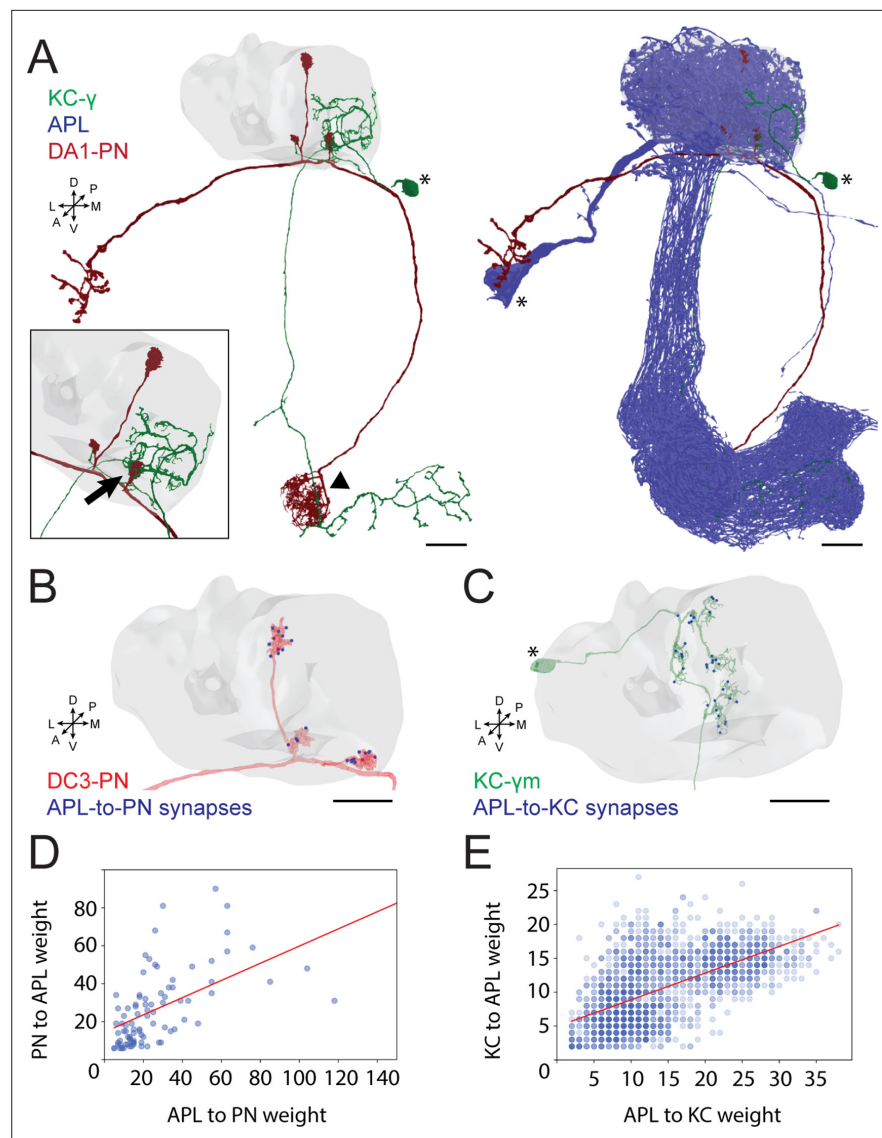 A
KC-γ
APL
DA1-PN
D
P
L
M
A
V
*
*
*
B
D
P
L
M
A
V
DC3-PN
APL-to-PN synapses
C
*
D
P
L
M
A
V
KC-γm
APL-to-KC synapses
D
PN to APL weight
80
60
40
20
0
20 40 60 80 100 120 140
APL to PN weight
E
KC to APL weight
25
20
15
10
5
0
5 10 15 20 25 30 35
APL to KC weight